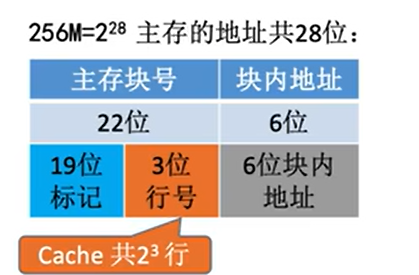 256M=2²⁸ 主存的地址共28位：
主存块号 块内地址
22位 6位
19位 3位 6位块内
标记 行号 地址
Cache 共2³ 行